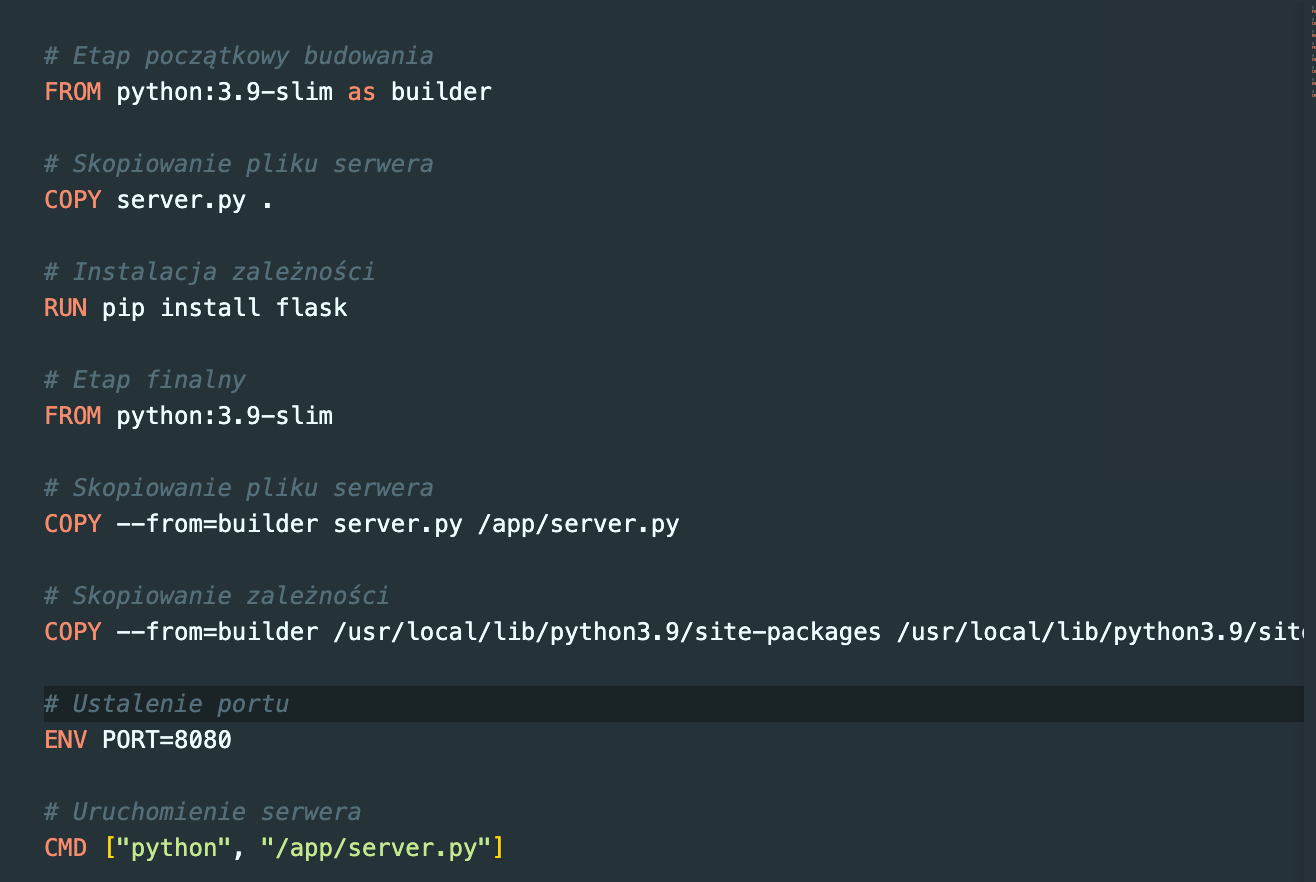 # Etap początkowy budowania
FROM python:3.9-slim as builder
# Skopiowanie pliku serwera
COPY server.py .
# Instalacja zależności
RUN pip install flask
# Etap finalny
FROM python:3.9-slim
# Skopiowanie pliku serwera
COPY --from=builder server.py /app/server.py
# Skopiowanie zależności
COPY --from=builder /usr/local/lib/python3.9/site-packages /usr/local/lib/python3.9/sit
# Ustalenie portu
ENV PORT=8080
# Uruchomienie serwera
CMD ["python", "/app/server.py"]